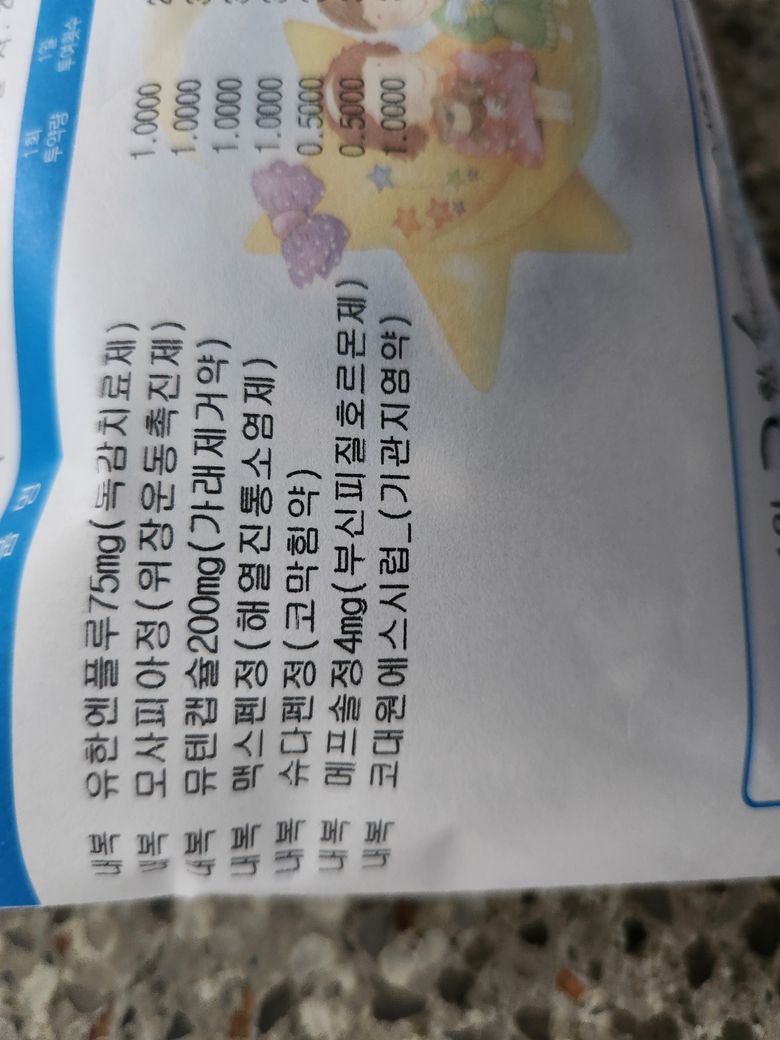 명 1회 투약량 1일 투여횟수
내복 유한엔플루75mg(독감치료제) 1.0000
내복 모사피아정(위장운동촉진제) 1.0000
내복 뮤텐캡슐200mg(가래제거약) 1.0000
내복 맥스펜정(해열진통소염제) 1.0000
내복 슈다펜정(코막힘약) 0.5000
내복 메프솔정4mg(부신피질호르몬제) 0.5000
내복 코대원에스시럽_(기관지염약) 1.0000